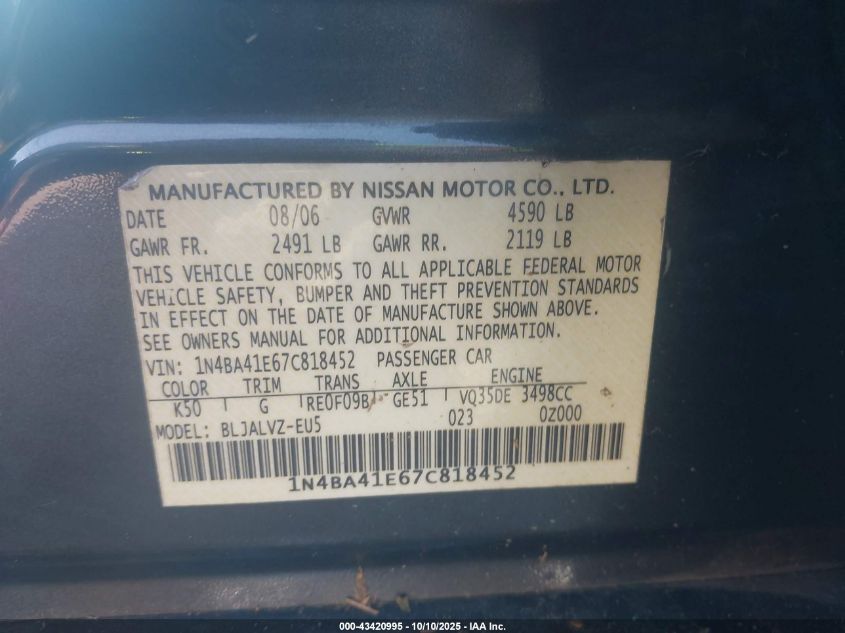 MANUFACTURED BY NISSAN MOTOR CO., LTD.
DATE 08/06 GVWR 4590 LB
GAWR FR. 2491 LB GAWR RR. 2119 LB
THIS VEHICLE CONFORMS TO ALL APPLICABLE FEDERAL MOTOR
VEHICLE SAFETY, BUMPER AND THEFT PREVENTION STANDARDS
IN EFFECT ON THE DATE OF MANUFACTURE SHOWN ABOVE.
SEE OWNERS MANUAL FOR ADDITIONAL INFORMATION.
VIN: 1N4BA41E67C818452 PASSENGER CAR
COLOR TRIM TRANS AXLE ENGINE
K50 G RE0F09B GE51 VQ35DE 3498CC
MODEL: BLJALVZ-EU5 023 0Z000
1N4BA41E67C818452
000-43420995 - 10/10/2025 - IAA Inc.